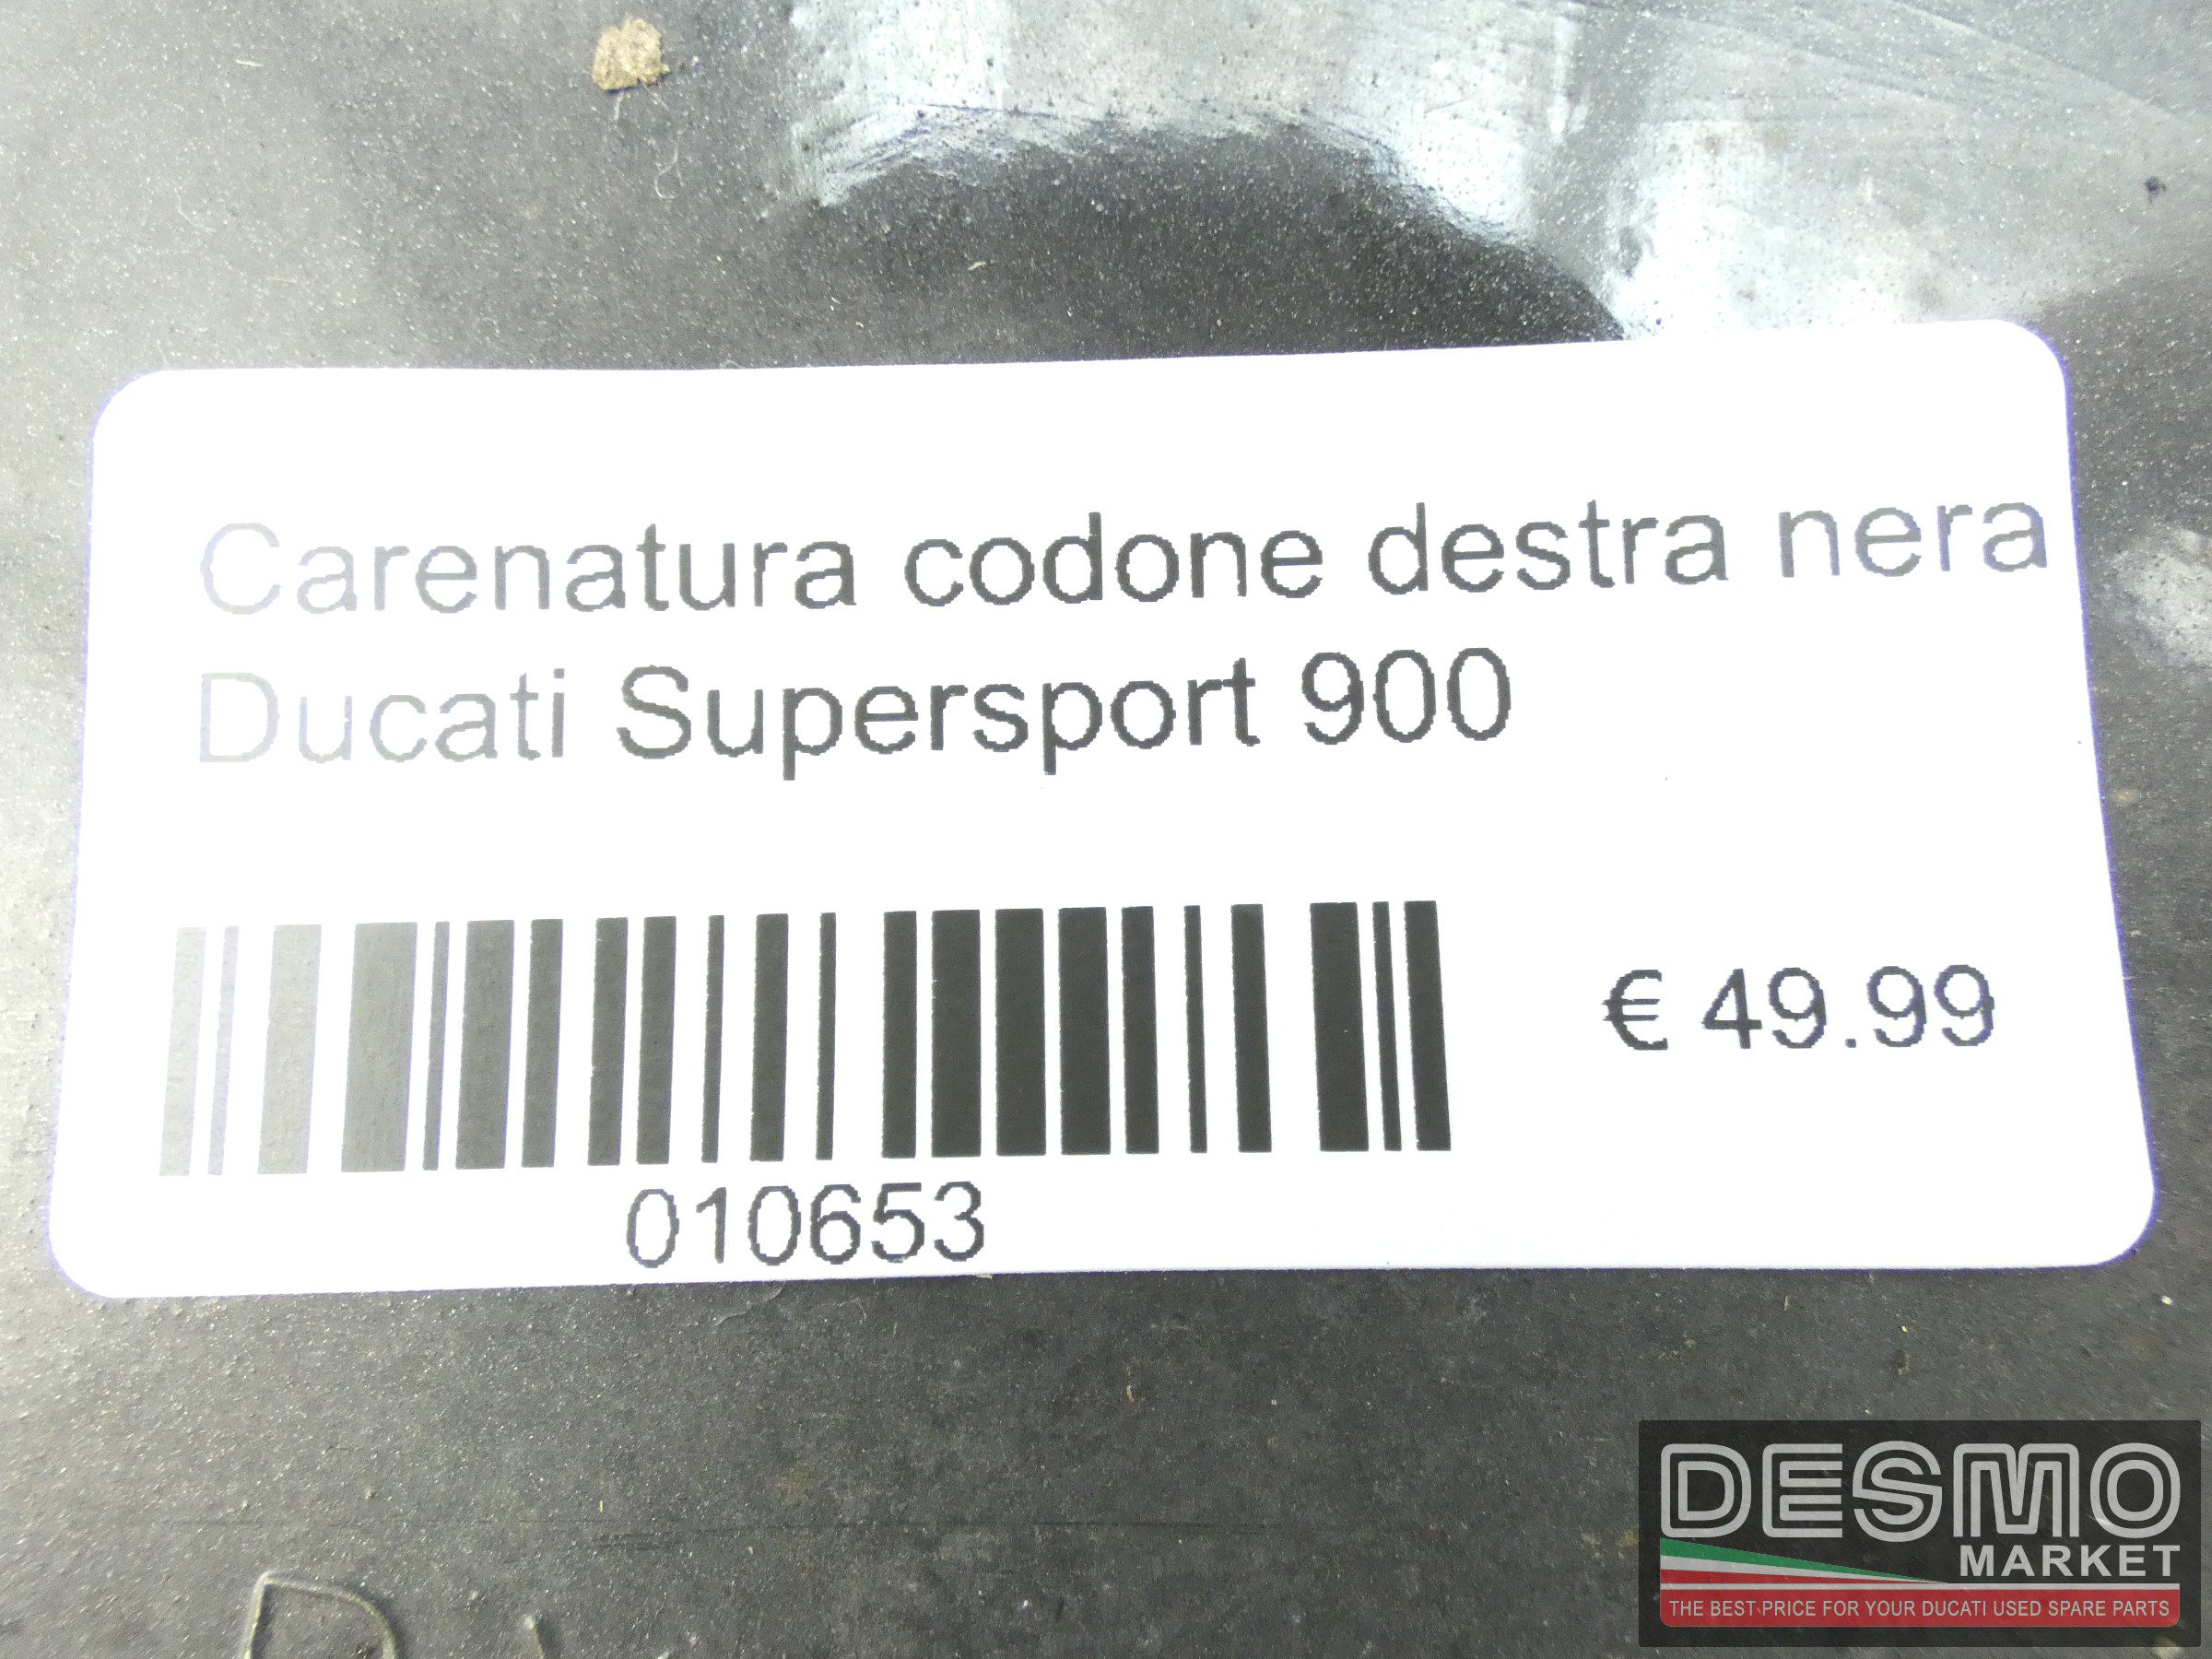 Carenatura codone destra nera
Ducati Supersport 900
€ 49.99
010653
DESMO
MARKET
THE BEST PRICE FOR YOUR DUCATI USED SPARE PARTS